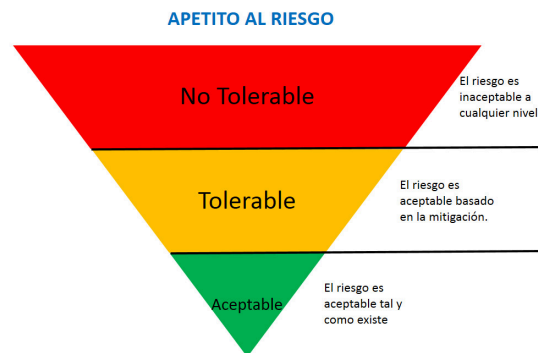 APETITO AL RIESGO
No Tolerable
El riesgo es
inaceptable a
cualquier nivel
Tolerable
El riesgo es
aceptable basado
en la mitigación.
Aceptable
El riesgo es
aceptable tal y
como existe